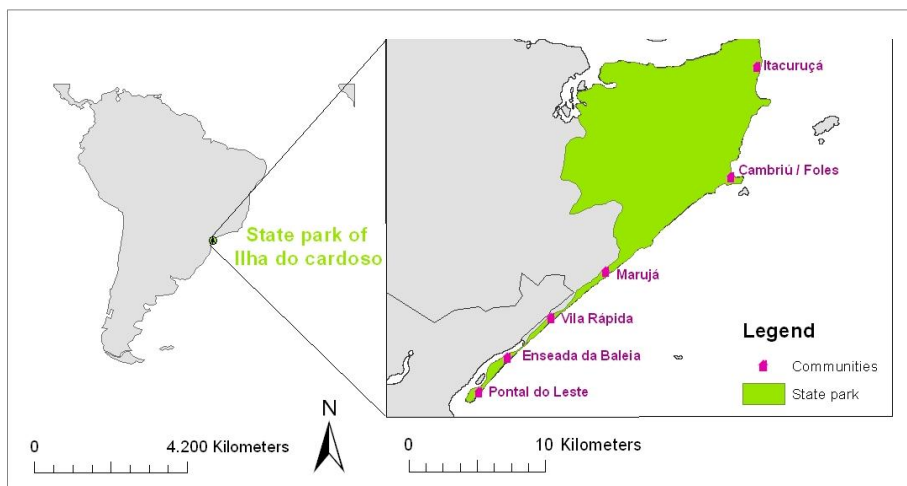 Itacuruçá
Cambriú / Foles
State park of
Ilha do cardoso
Marujá
Vila Rápida
Enseada da Baleia
Pontal do Leste
Legend
Communities
State park
N
0 4.200 Kilometers
0 10 Kilometers